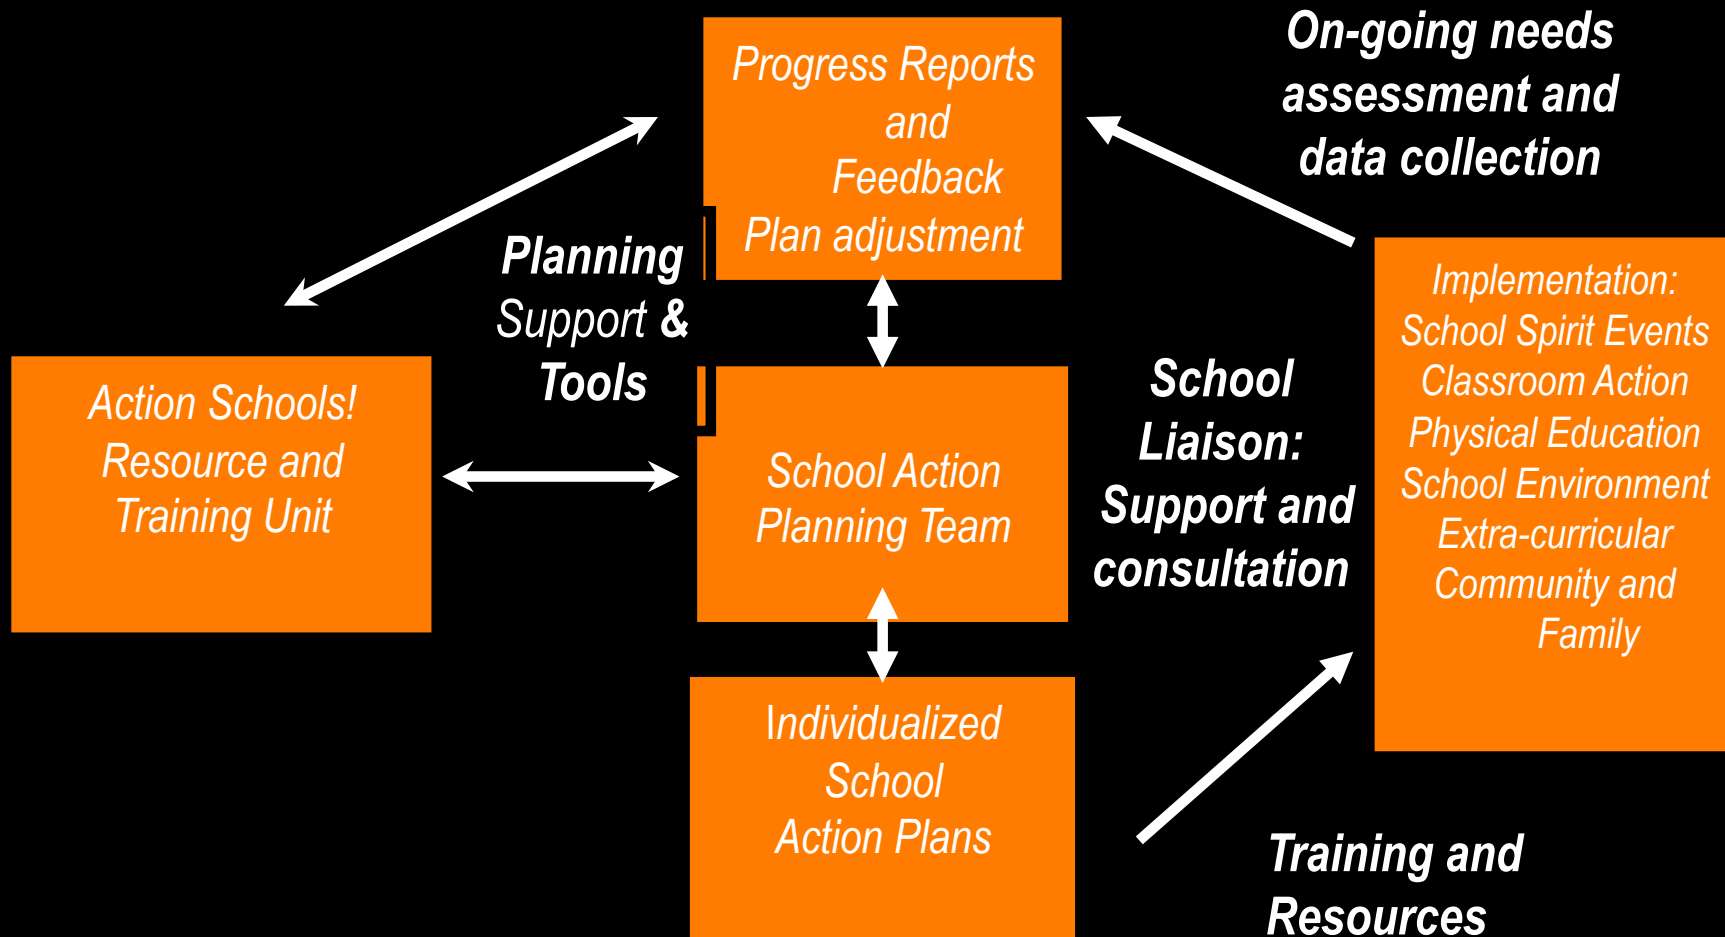 Progress Reports
and
Feedback
Plan adjustment
On-going needs
assessment and
data collection
Planning
Support &
Tools
Action Schools!
Resource and
Training Unit
School Action
Planning Team
School
Liaison:
Support and
consultation
Implementation:
School Spirit Events
Classroom Action
Physical Education
School Environment
Extra-curricular
Community and
Family
Individualized
School
Action Plans
Training and
Resources